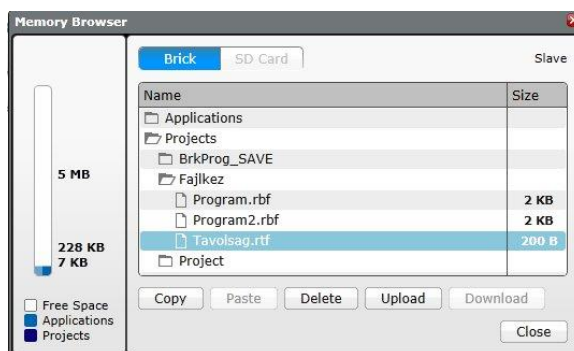 Memory Browser
Brick
SD Card
Slave
Name
Size
Applications
Projects
BrkProg_SAVE
Fajlkez
Program.rbf
2 KB
Program2.rbf
2 KB
Tavolsag.rtf
200 B
Project
5 MB
228 KB
7 KB
Free Space
Applications
Projects
Copy
Paste
Delete
Upload
Download
Close